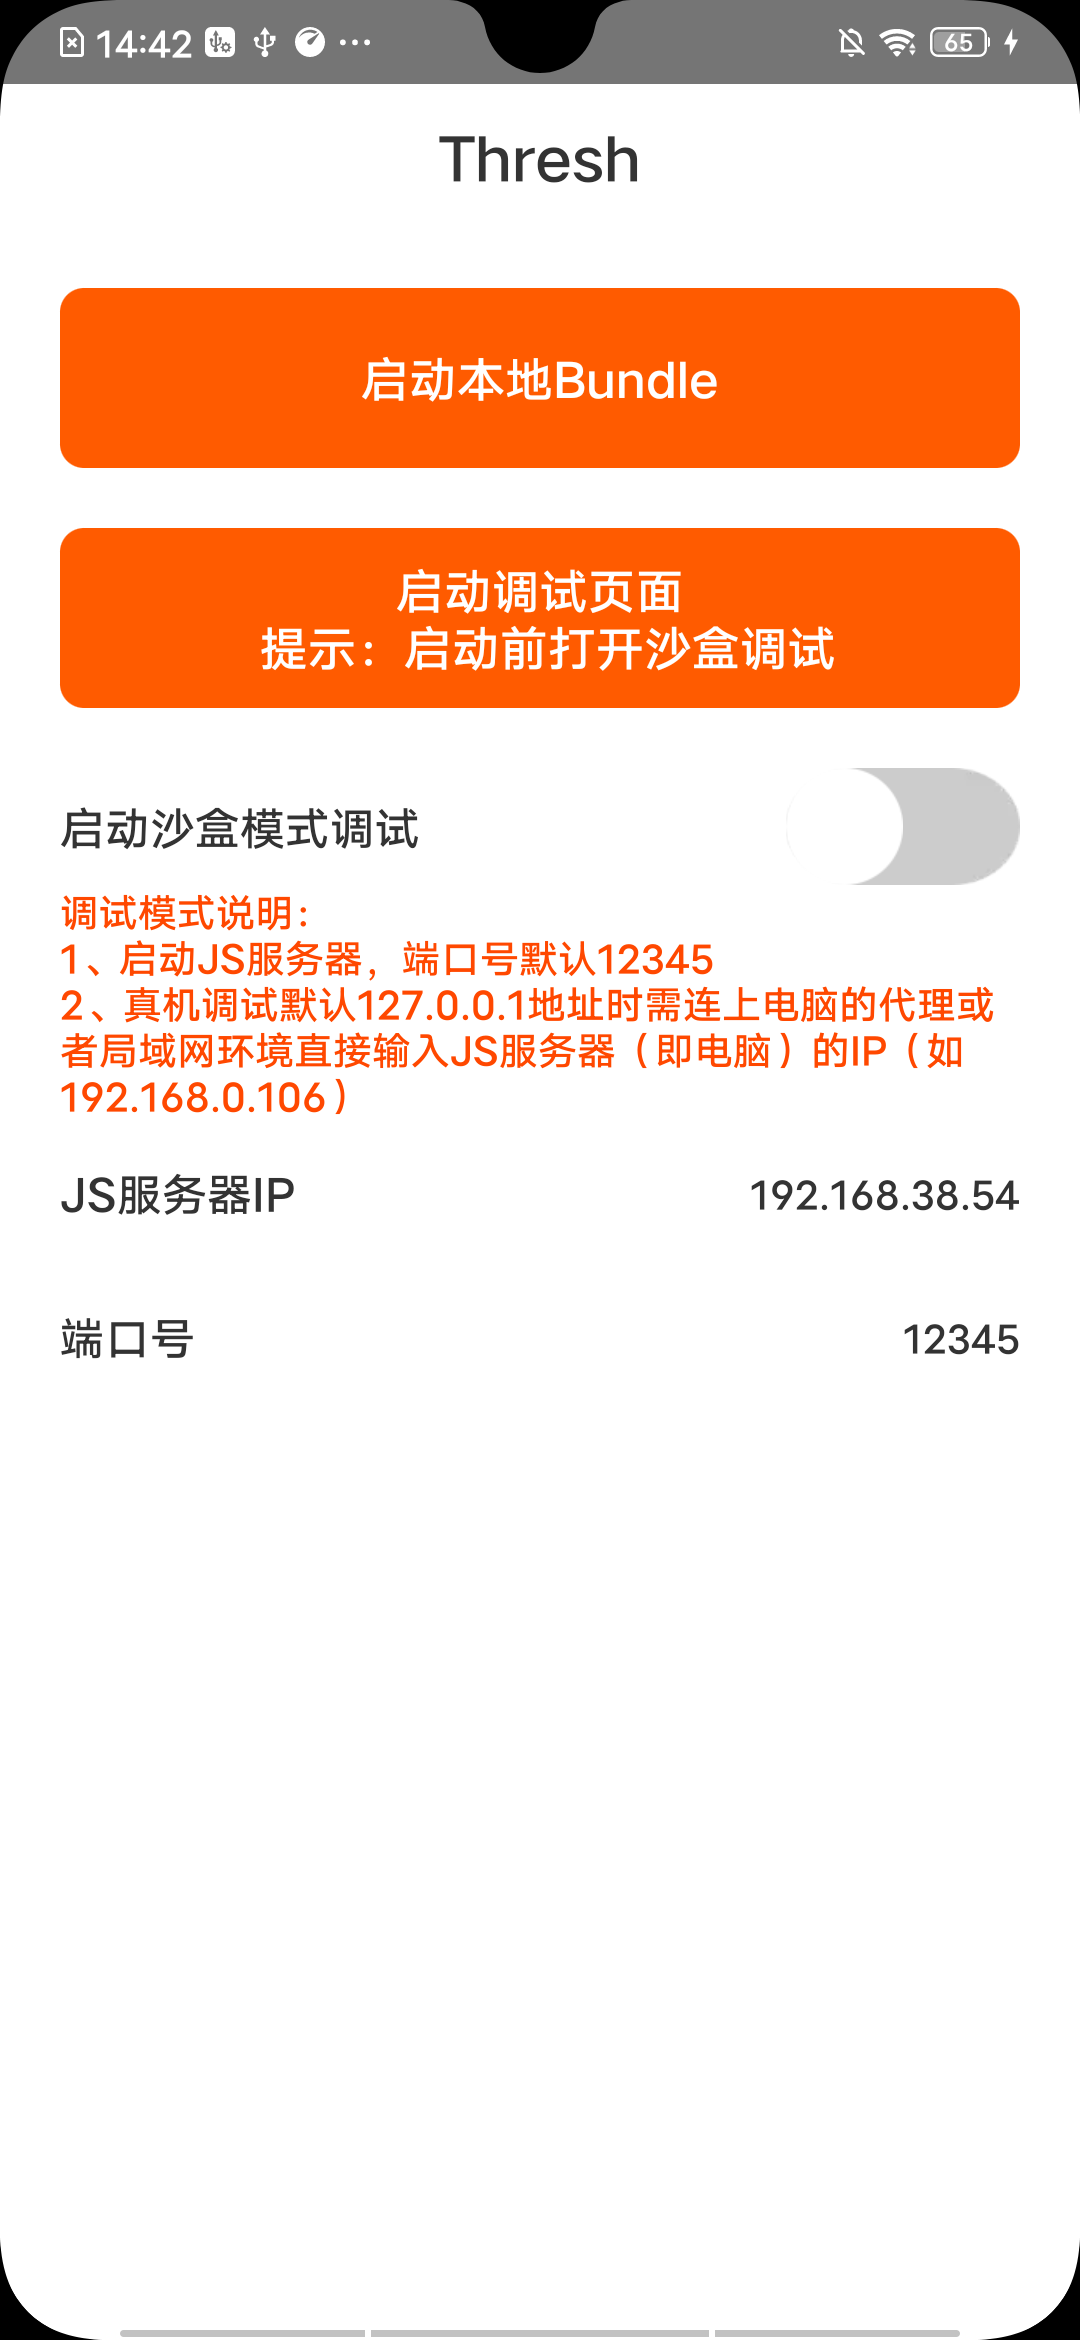 14:42
65
Thresh
启动本地Bundle
启动调试页面
提示：启动前打开沙盒调试
启动沙盒模式调试
调试模式说明：
1、启动JS服务器，端口号默认12345
2、真机调试默认127.0.0.1地址时需连上电脑的代理或
者局域网环境直接输入JS服务器（即电脑）的IP（如
192.168.0.106）
JS服务器IP
192.168.38.54
端口号
12345